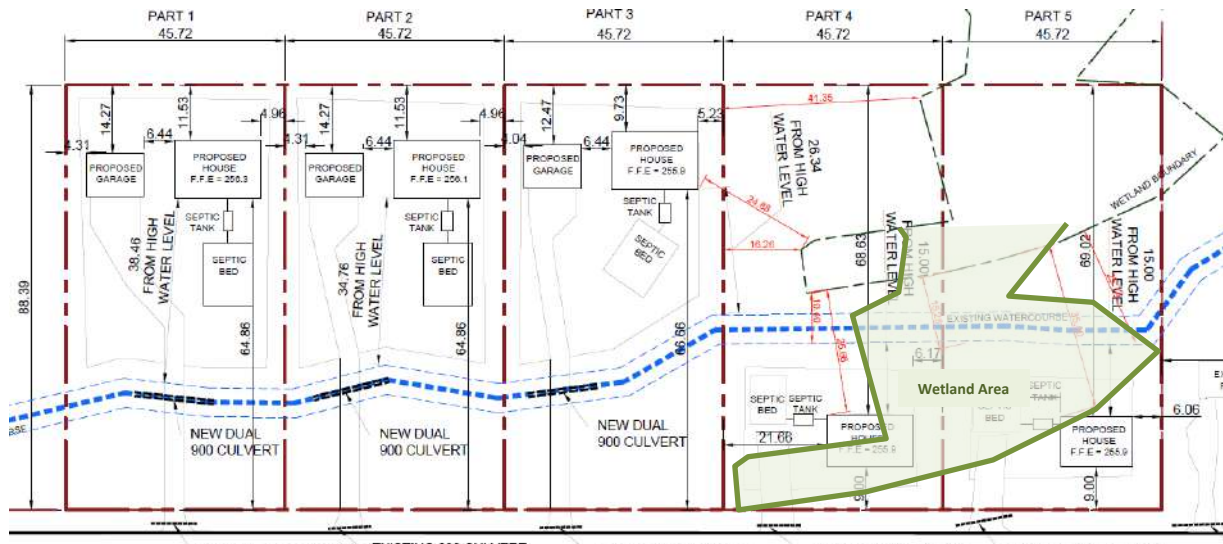 PART 1
PART 2
PART 3
PART 4
PART 5
45.72
45.72
45.72
45.72
45.72
88.39
14.27
11.53
4.96
4.31
6.44
PROPOSED
GARAGE
PROPOSED
HOUSE
F.F.E = 256.3
SEPTIC
TANK
SEPTIC
BED
38.46
FROM HIGH
WATER LEVEL
64.86
NEW DUAL
900 CULVERT
14.27
11.53
4.96
4.31
6.44
PROPOSED
GARAGE
PROPOSED
HOUSE
F.F.E = 256.1
SEPTIC
TANK
SEPTIC
BED
34.76
FROM HIGH
WATER LEVEL
64.86
NEW DUAL
900 CULVERT
12.47
9.73
5.23
4.04
6.44
PROPOSED
GARAGE
PROPOSED
HOUSE
F.F.E = 255.9
SEPTIC
TANK
SEPTIC
BED
66.66
NEW DUAL
900 CULVERT
41.35
26.34
FROM HIGH
WATER LEVEL
24.68
16.26
69.93
15.00
FROM HIGH
WATER LEVEL
6.17
SEPTIC
BED
SEPTIC
TANK
21.66
PROPOSED
HOUSE
F.F.E = 255.9
9.00
WETLAND BOUNDARY
69.02
15.00
FROM HIGH
WATER LEVEL
EXISTING WATERCOURSE
Wetland Area
SEPTIC
TANK
BED
PROPOSED
HOUSE
F.F.E = 255.9
6.06
9.00